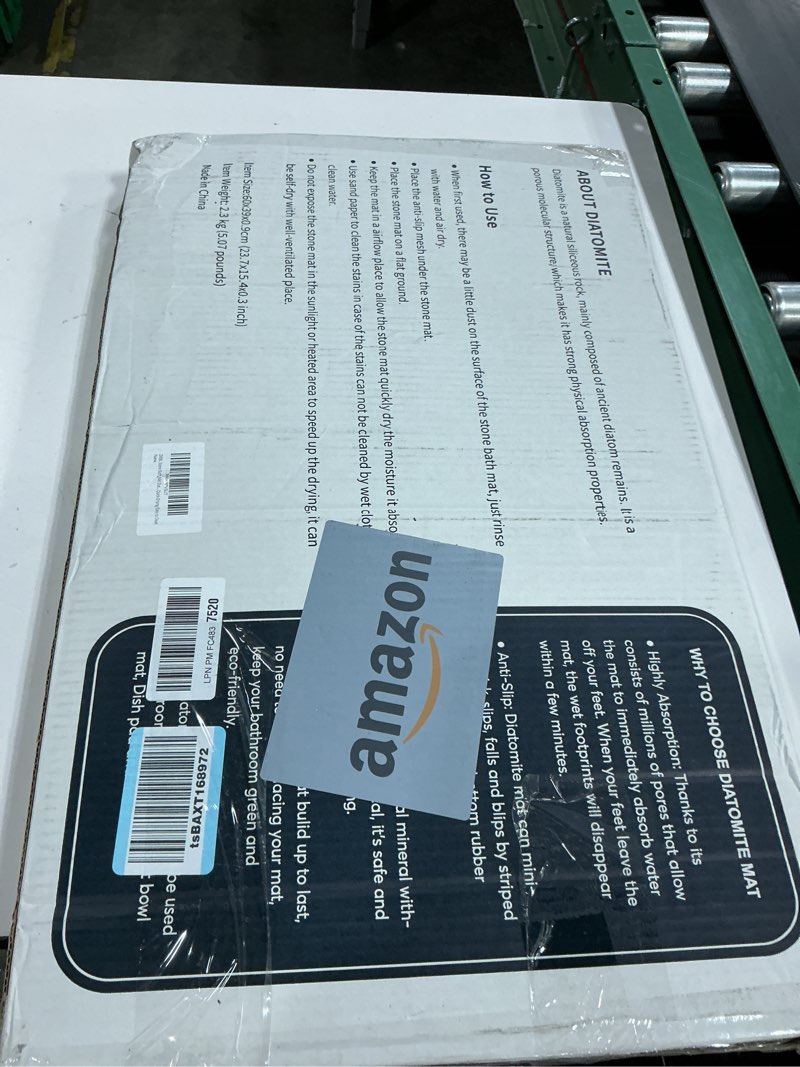 ABOUT DIATOMITE
Diatomite is a natural siliceous rock, mainly composed of ancient diatom remains. It is a
porous molecular structure, which makes it has strong physical absorption properties.
How to Use
• When first used, there may be a little dust on the surface of the stone bath mat, just rinse
with water and air dry.
• Place the anti-slip mesh under the stone mat.
• Place the stone mat on a flat ground.
• Keep the mat in a airflow place to allow the stone mat quickly dry the moisture it abso
• Use sand paper to clean the stains in case of the stains can not be cleaned by wet clot
clean water.
• Do not expose the stone mat in the sunlight or heated area to speed up the drying, it can
be self-dry with well-ventilated place.
Item Size:60x39x0.9cm (23.7x15.4x0.3 inch)
Item Weight: 2.3 kg (5.07 pounds)
Made in China
WHY TO CHOOSE DIATOMITE MAT
• Highly Absorption: Thanks to its
consists of millions of pores that allow
the mat to immediately absorb water
off your feet. When your feet leave the
mat, the wet footprints will disappear
within a few minutes.
• Anti-Slip: Diatomite mat can mini-
slips, falls and blips by striped
rubber
al mineral with-
al, it's safe and
ng.
t build up to last,
no need acing your mat,
keep your bathroom green and
eco-friendly.
be used
mat, Dish bowl
amazon
LPN PM FC483 7520
tsBAXT168972